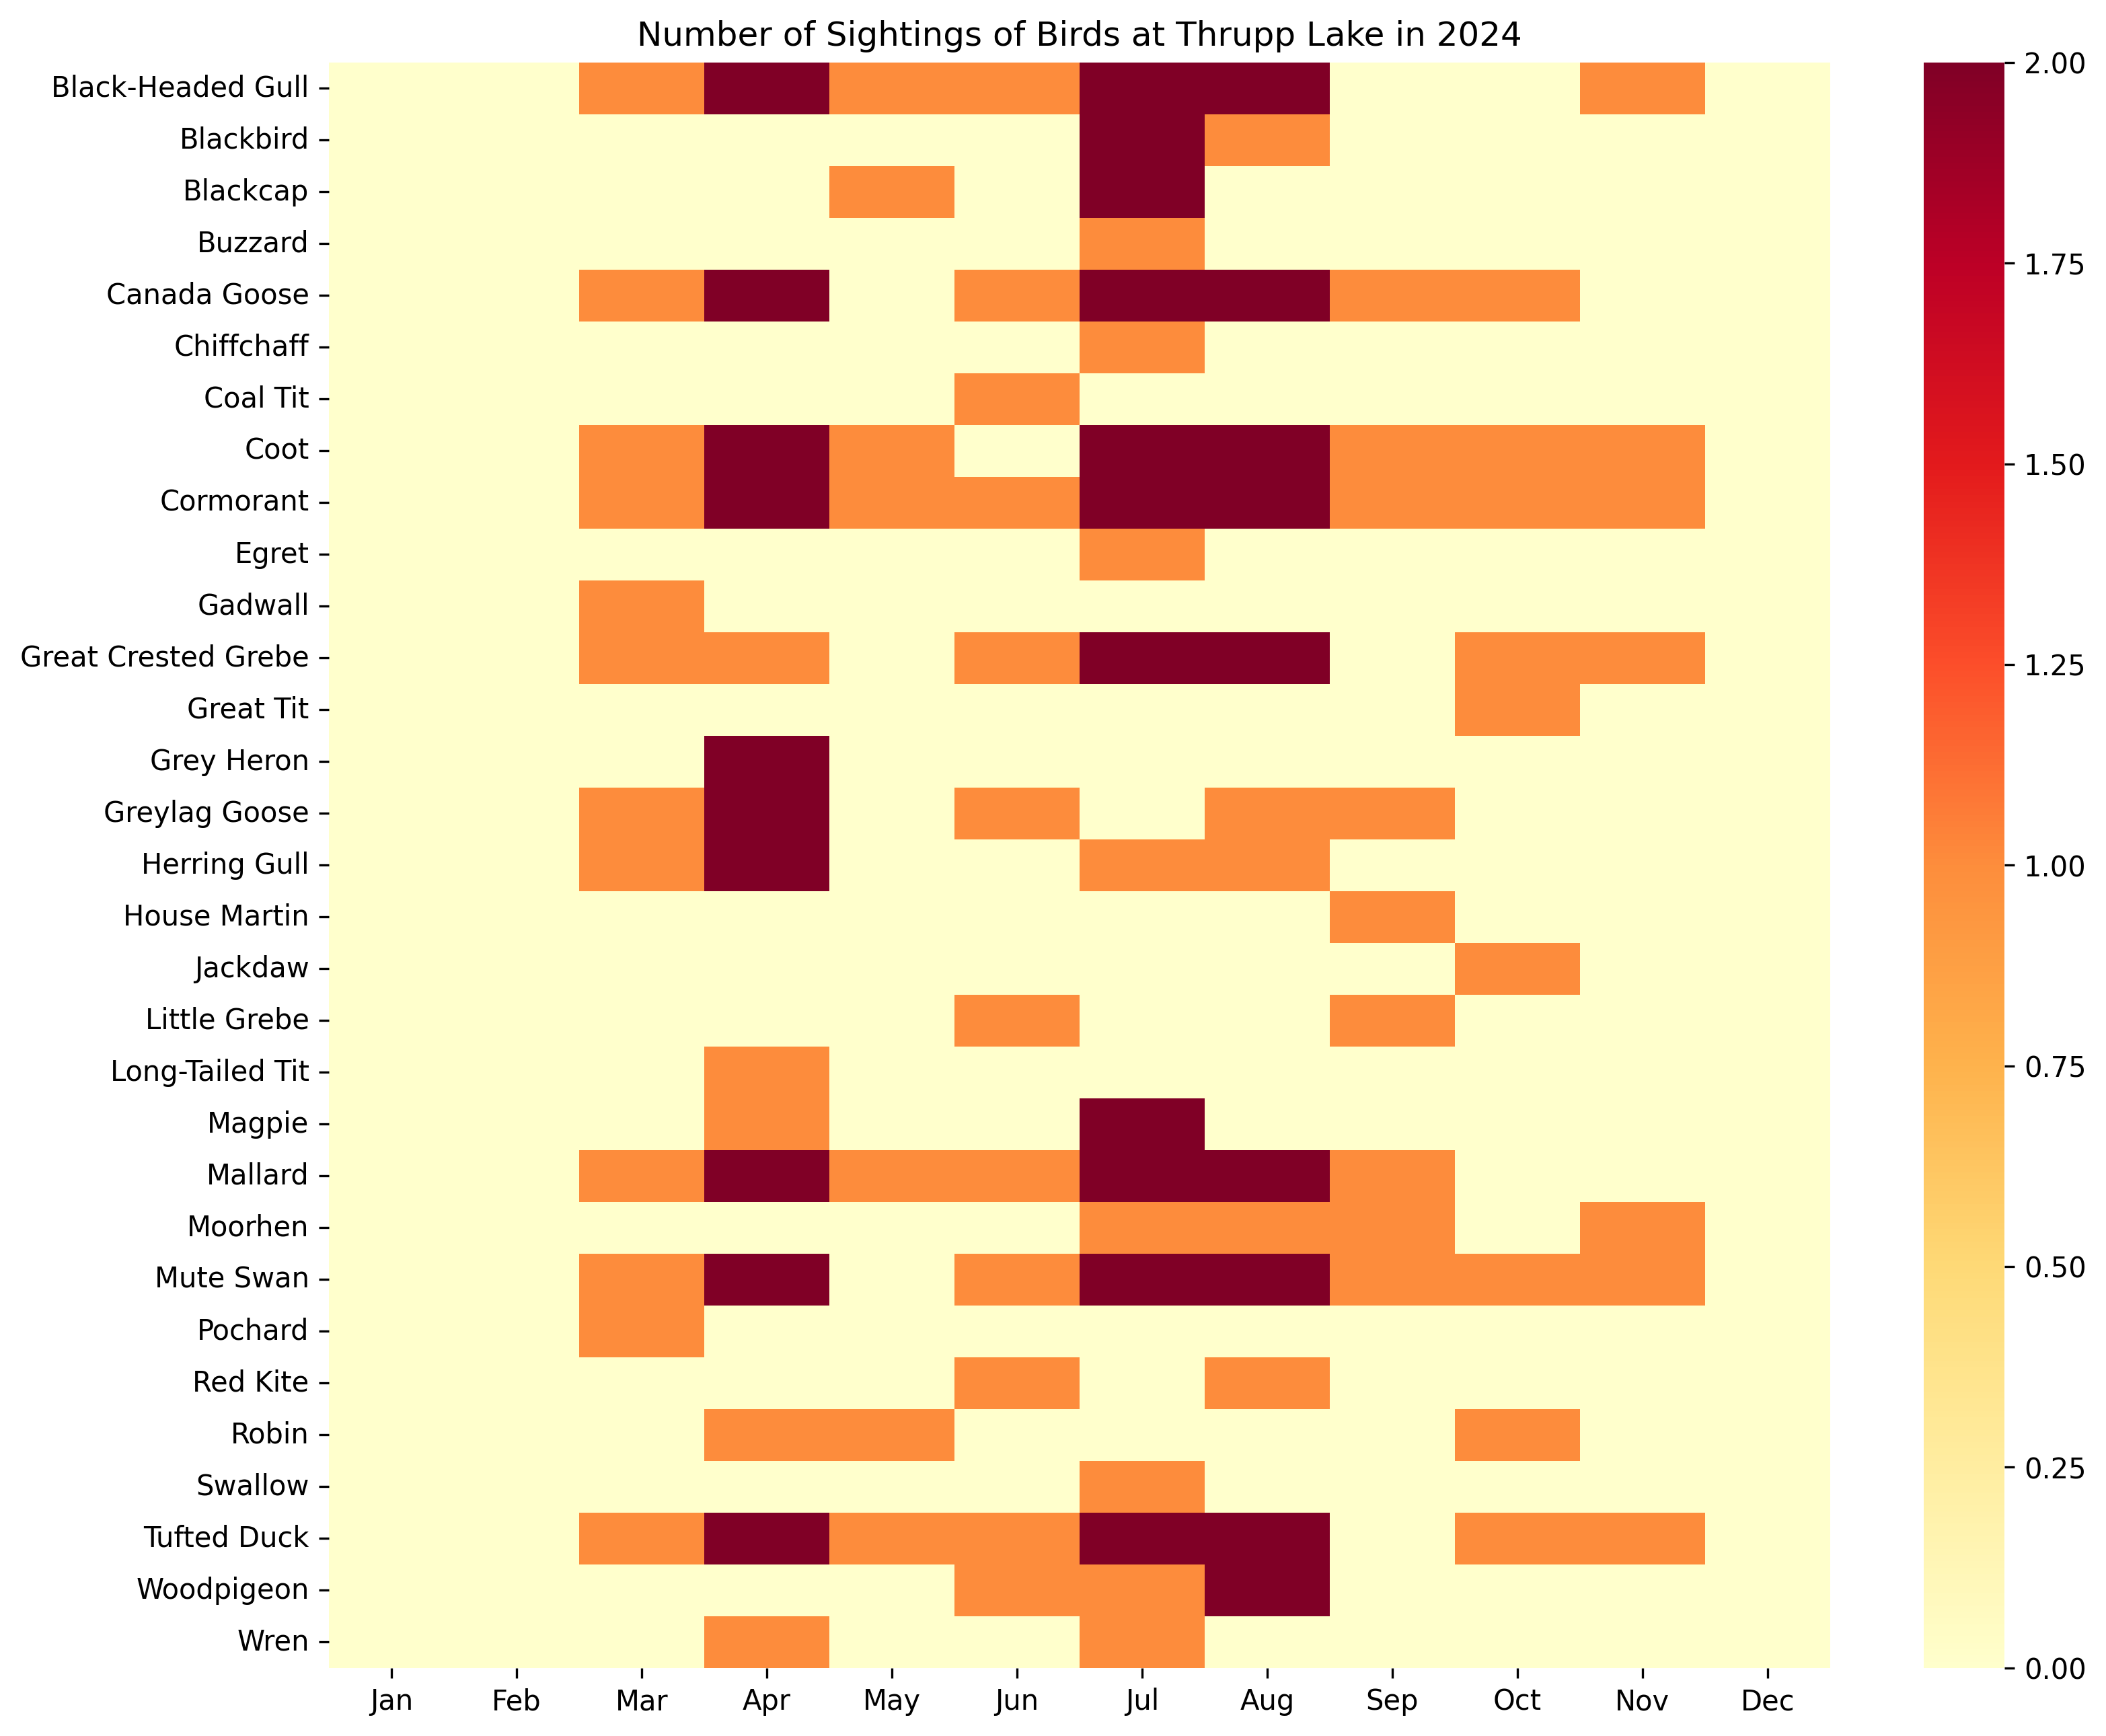 Number of Sightings of Birds at Thrupp Lake in 2024
Black-Headed Gull
Blackbird
Blackcap
Buzzard
Canada Goose
Chiffchaff
Coal Tit
Coot
Cormorant
Egret
Gadwall
Great Crested Grebe
Great Tit
Grey Heron
Greylag Goose
Herring Gull
House Martin
Jackdaw
Little Grebe
Long-Tailed Tit
Magpie
Mallard
Moorhen
Mute Swan
Pochard
Red Kite
Robin
Swallow
Tufted Duck
Woodpigeon
Wren
Jan Feb Mar Apr May Jun Jul Aug Sep Oct Nov Dec
2.00
1.75
1.50
1.25
1.00
0.75
0.50
0.25
0.00